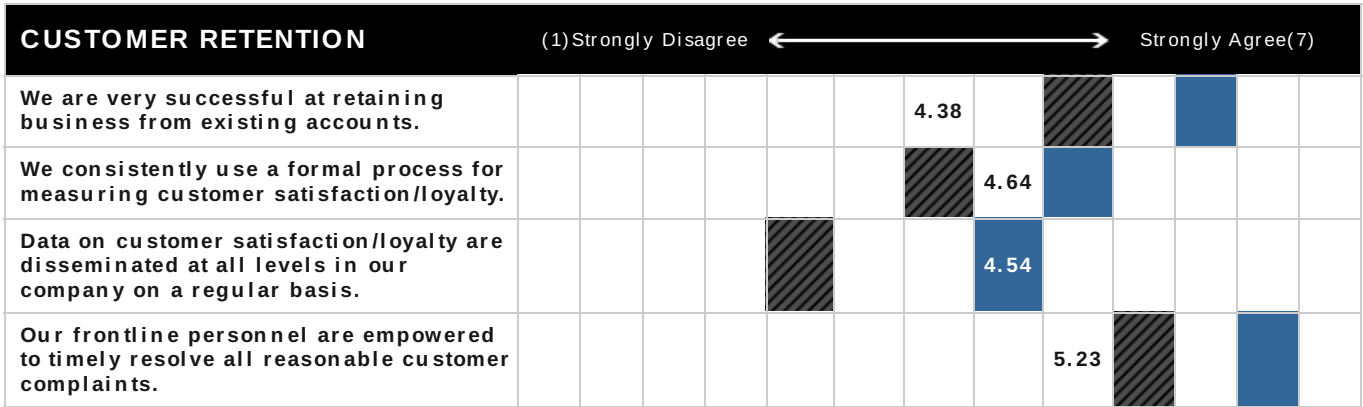 CUSTOMER RETENTION (1)Strongly Disagree Strongly Agree(7)
We are very successful at retaining
business from existing accounts.
4.38
We consistently use a formal process for
measuring customer satisfaction/loyalty.
4.64
Data on customer satisfaction/loyalty are
disseminated at all levels in our
company on a regular basis.
4.54
Our frontline personnel are empowered
to timely resolve all reasonable customer
complaints.
5.23